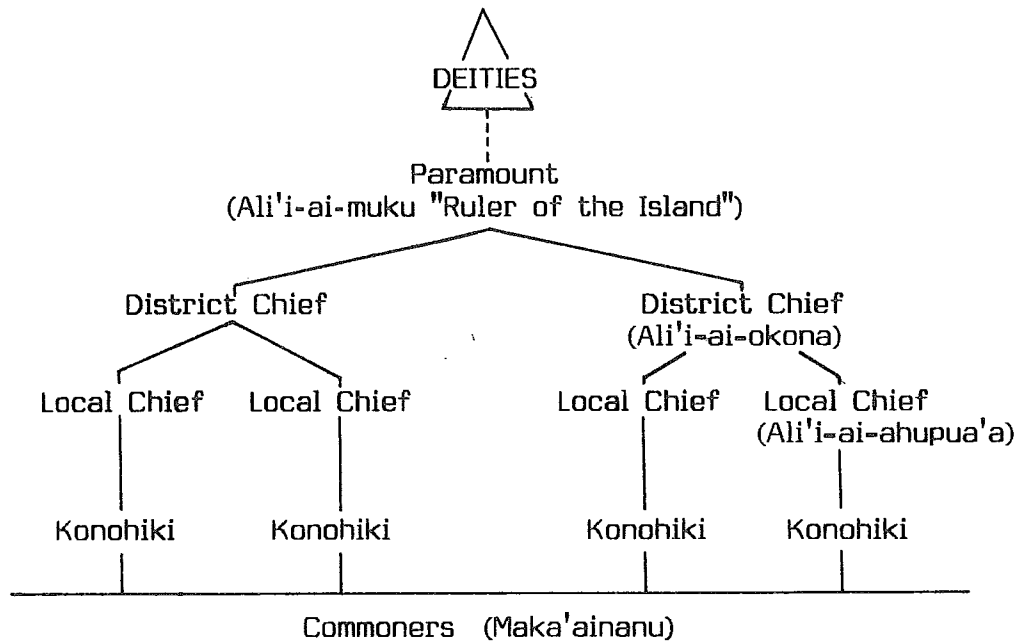 DEITIES
Paramount
(Ali'i-ai-muku "Ruler of the Island")
District Chief
District Chief
(Ali'i-ai-okona)
Local Chief
Local Chief
Local Chief
Local Chief
(Ali'i-ai-ahupua'a)
Konohiki
Konohiki
Konohiki
Konohiki
Commoners (Maka'ainanu)